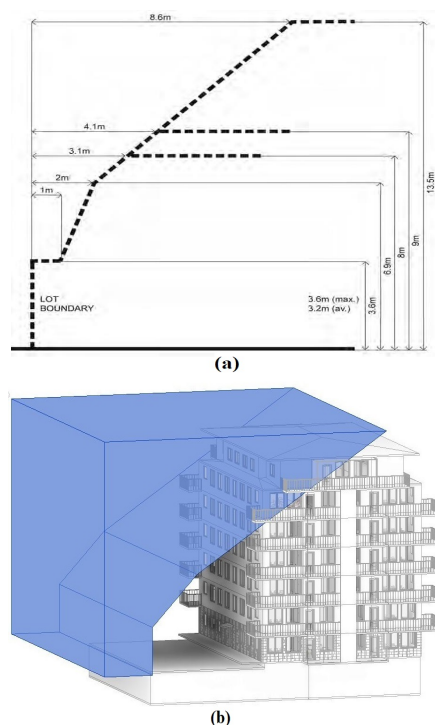 8.6m
4.1m
3.1m
2m
1m
LOT
BOUNDARY
3.6m (max.)
3.2m (av.)
3.6m
6.9m
8m
9m
13.5m
(a)
(b)